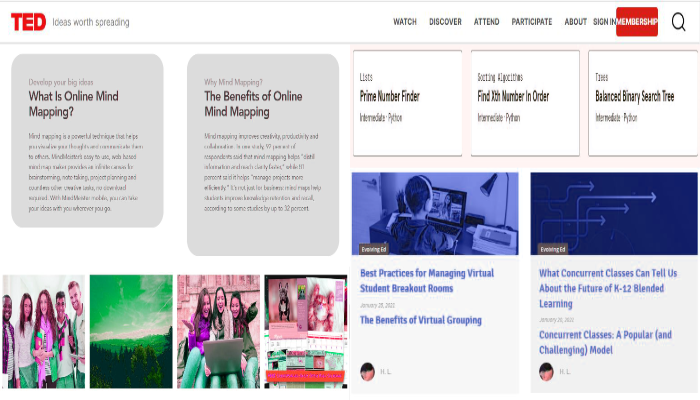 TED Ideas worth spreading
WATCH DISCOVER ATTEND PARTICIPATE ABOUT SIGN IN MEMBERSHIP
Develop your big ideas
What Is Online Mind
Mapping?
Mind mapping is a powerful technique that helps
you visualize your thoughts and communicate them
to others. MindMeister's easy to use, web-based
mind map maker provides an infinite canvas for
brainstorming, note taking, project planning and
countless other creative tasks, no download
required. With MindMeister mobile, you can take
your ideas with you wherever you go.
Why Mind Mapping?
The Benefits of Online
Mind Mapping
Mind mapping improves creativity, productivity and
collaboration. In one study, 92 percent of
respondents said that mind mapping helps "distill
information and reach clarity faster," while 81
percent said it helps "manage projects more
efficiently." It's not just for business: mind maps help
students improve knowledge retention and recall,
according to some studies by up to 32 percent.
Lists
Prime Number Finder
Intermediate · Python
Sorting Algorithms
Find Xth Number In Order
Intermediate · Python
Trees
Balanced Binary Search Tree
Intermediate · Python
Evolving Ed
Best Practices for Managing Virtual
Student Breakout Rooms
The Benefits of Virtual Grouping
H. L.
Evolving Ed
What Concurrent Classes Can Tell Us
About the Future of K-12 Blended
Learning
Concurrent Classes: A Popular (and
Challenging) Model
H. L.